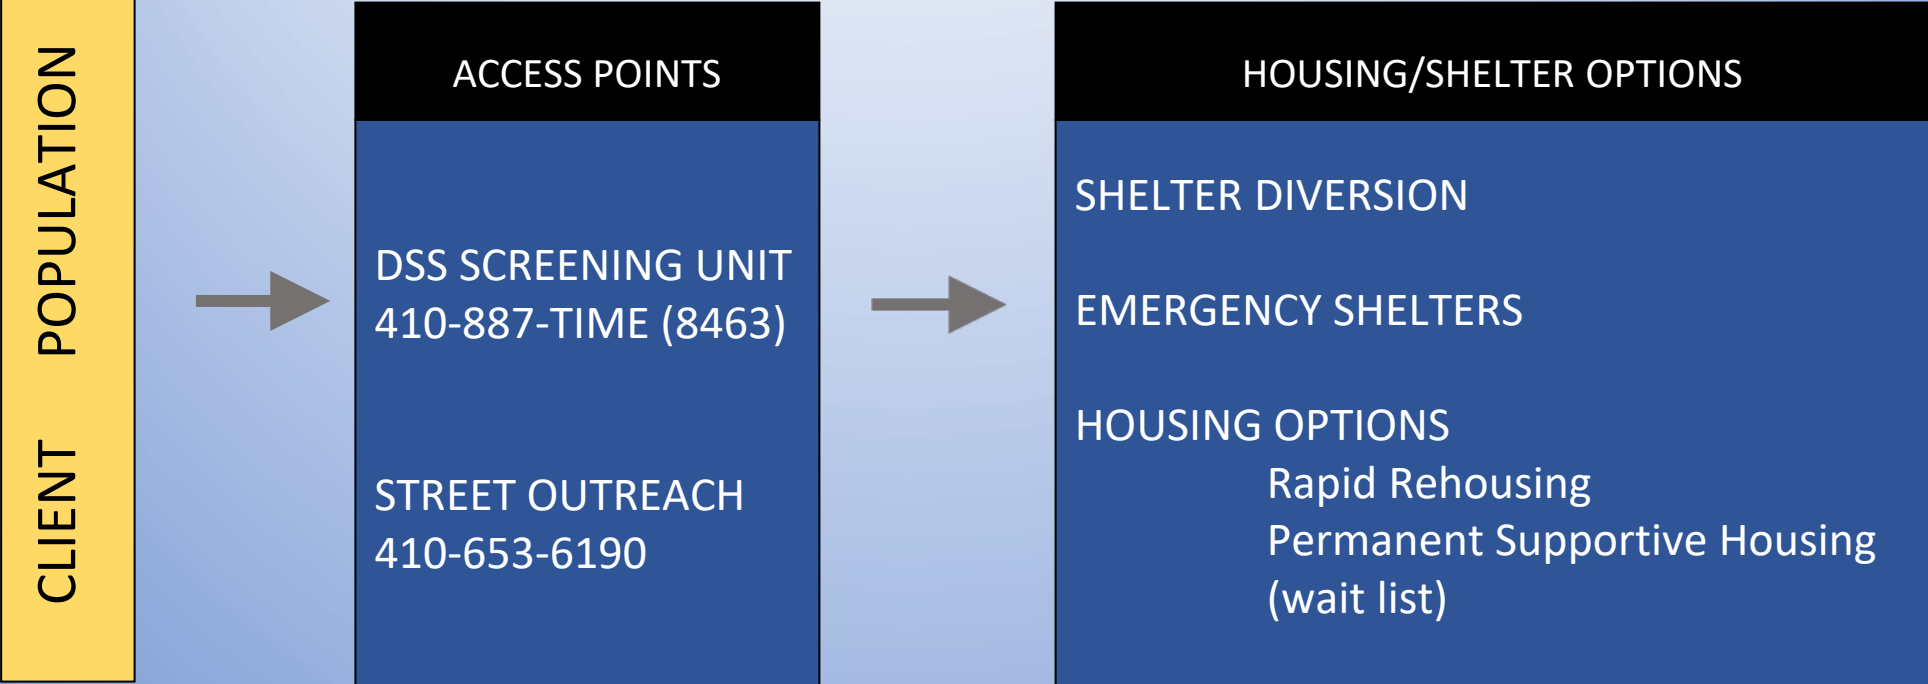 CLIENT POPULATION
ACCESS POINTS
DSS SCREENING UNIT
410-887-TIME (8463)
STREET OUTREACH
410-653-6190
HOUSING/SHELTER OPTIONS
SHELTER DIVERSION
EMERGENCY SHELTERS
HOUSING OPTIONS
Rapid Rehousing
Permanent Supportive Housing
(wait list)